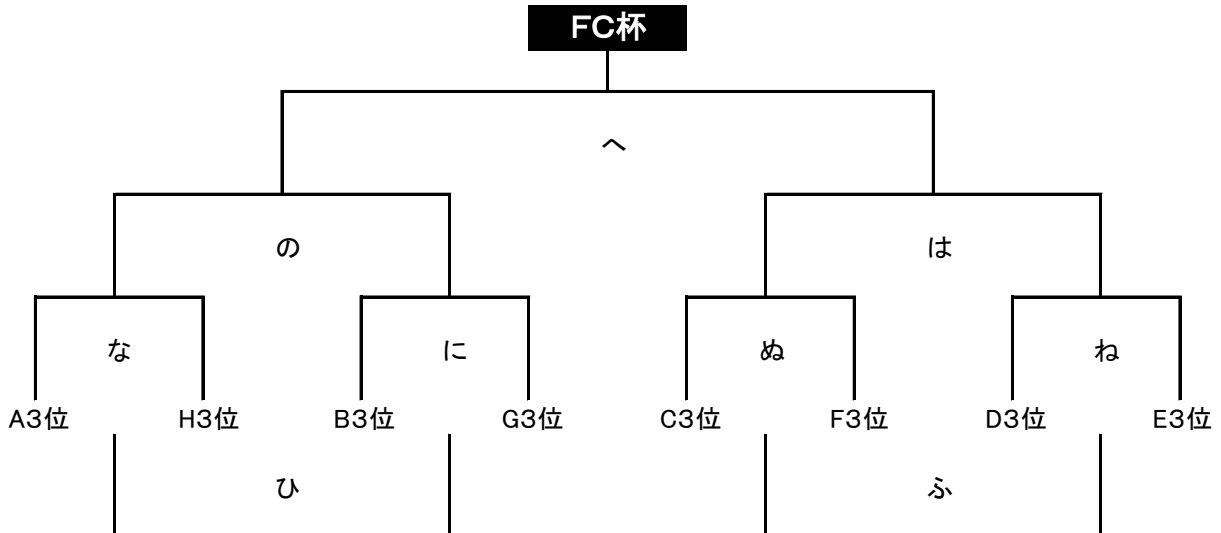 FC杯
へ
の は
な に ぬ ね
A3位 H3位 B3位 G3位 C3位 F3位 D3位 E3位
ひ ふ